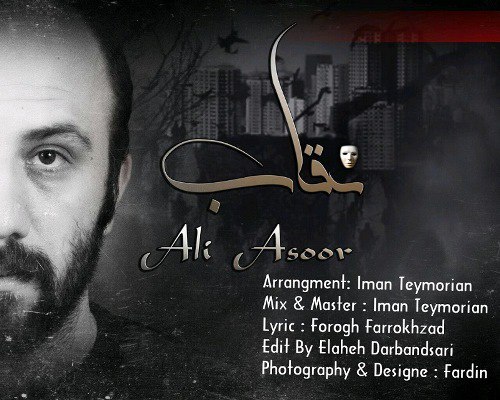 نقاب
Ali Asoor
Arrangment: Iman Teymorian
Mix & Master : Iman Teymorian
Lyric : Forogh Farrokhzad
Edit By Elaheh Darbandsari
Photography & Designe : Fardin